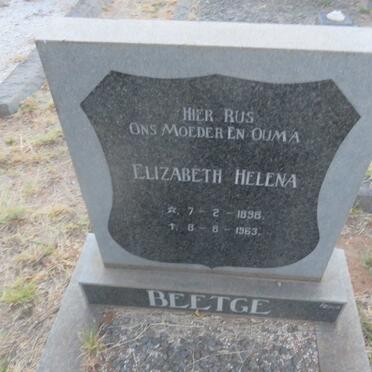 HIER RUS
ONS MOEDER EN OUMA
ELIZABETH HELENA
☆ 7 - 2 - 1898.
† 8 - 8 - 1963.
BEETGE